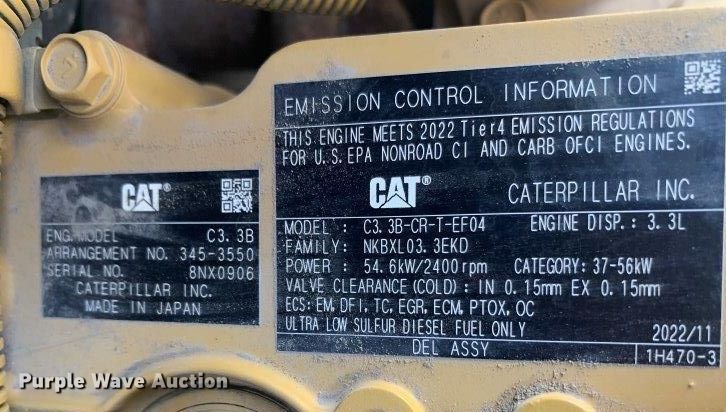 CAT®
ENG. MODEL C3.3B
ARRANGEMENT NO. 345-3550
SERIAL NO. 8NX0906
CATERPILLAR INC.
MADE IN JAPAN
EMISSION CONTROL INFORMATION
THIS ENGINE MEETS 2022 Tier4 EMISSION REGULATIONS
FOR U.S. EPA NONROAD CI AND CARB OFCI ENGINES.
CAT® CATERPILLAR INC.
MODEL : C3.3B-CR-T-EF04 ENGINE DISP.: 3.3L
FAMILY: NKBXL03.3EKD
POWER : 54.6kW/2400rpm CATEGORY: 37-56kW
VALVE CLEARANCE (COLD) : IN 0.15mm EX 0.15mm
ECS: EM, DFI, TC, EGR, ECM, PTOX, OC
ULTRA LOW SULFUR DIESEL FUEL ONLY 2022/11
DEL ASSY 1H470-3
Purple Wave Auction